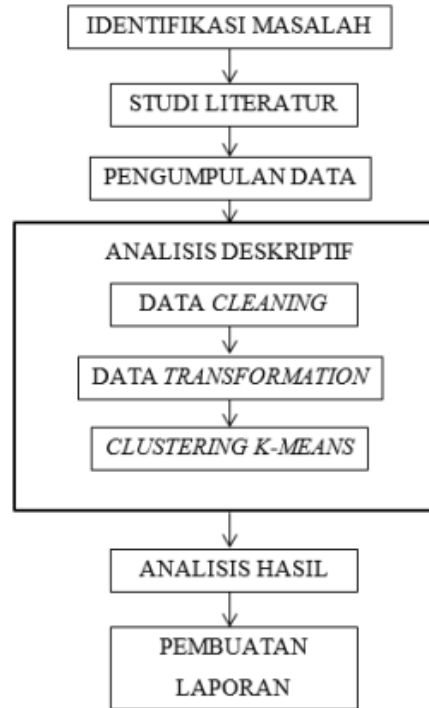 IDENTIFIKASI MASALAH
STUDI LITERATUR
PENGUMPULAN DATA
ANALISIS DESKRIPTIF
DATA CLEANING
DATA TRANSFORMATION
CLUSTERING K-MEANS
ANALISIS HASIL
PEMBUATAN
LAPORAN